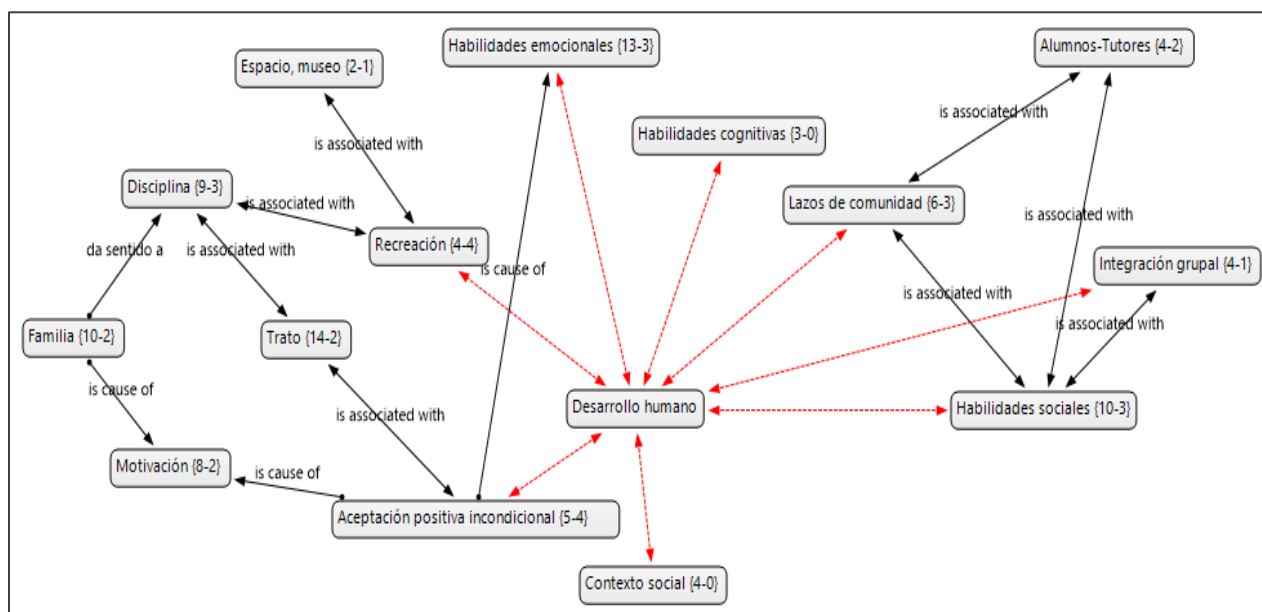 Habilidades emocionales {13-3}
Alumnos-Tutores {4-2}
Espacio, museo {2-1}
is associated with
Habilidades cognitivas {3-0}
is associated with
Disciplina {9-3}
is associated with
Lazos de comunidad {6-3}
is associated with
da sentido a
is associated with
Recreación {4-4}
is cause of
Integración grupal {4-1}
is associated with
is associated with
Familia {10-2}
Trato {14-2}
is cause of
is associated with
Desarrollo humano
Habilidades sociales {10-3}
Motivación {8-2}
is cause of
Aceptación positiva incondicional {5-4}
Contexto social {4-0}